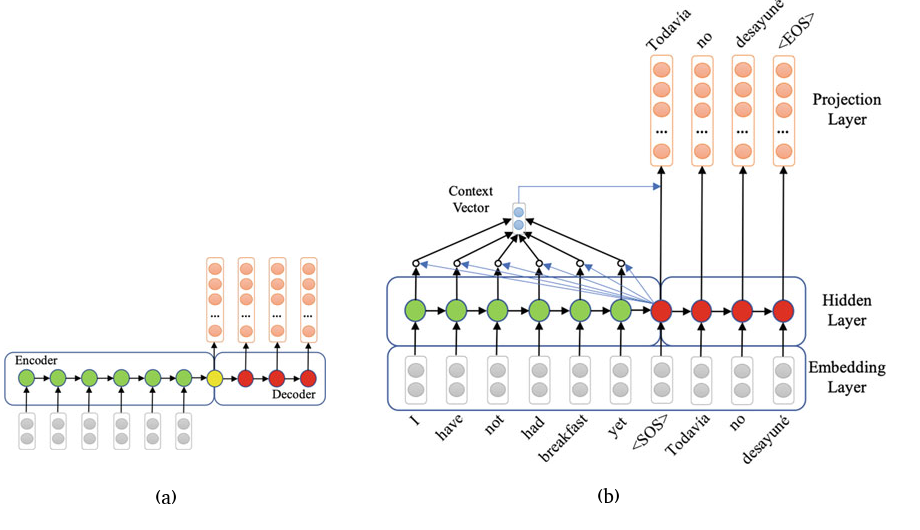 Encoder
...
...
...
...
Decoder
(a)
Todavía
no
desayuné
<EOS>
...
...
...
...
Projection
Layer
Context
Vector
Hidden
Layer
Embedding
Layer
I
have
not
had
breakfast
yet
<SOS>
Todavía
no
desayuné
(b)